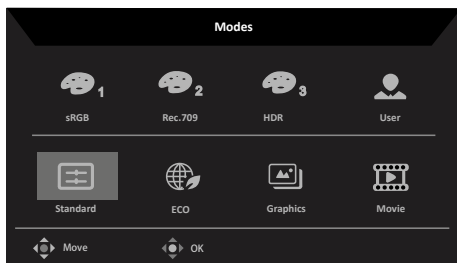 Modes
1 2 3
sRGB Rec.709 HDR User
Standard ECO Graphics Movie
Move OK